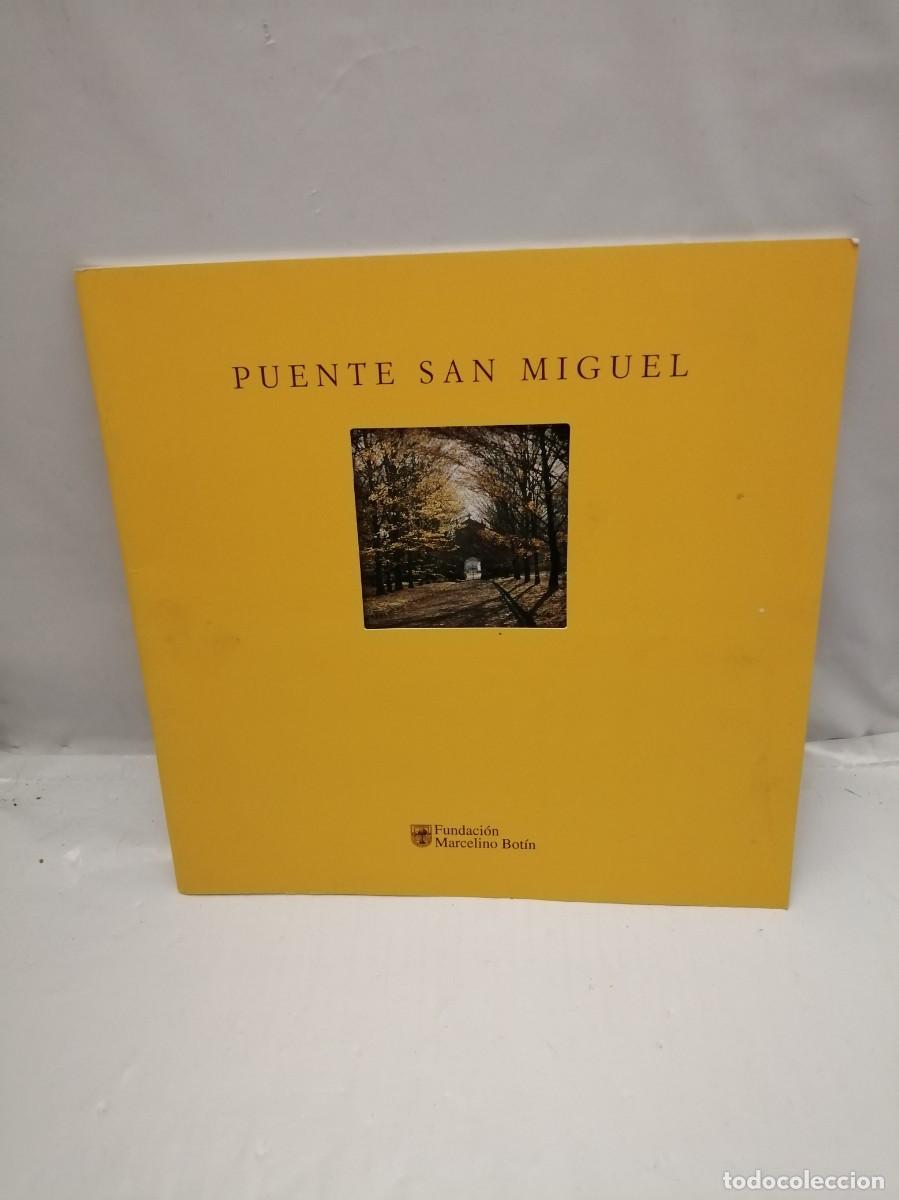 PUENTE SAN MIGUEL
Fundación
Marcelino Botín
todocoleccion